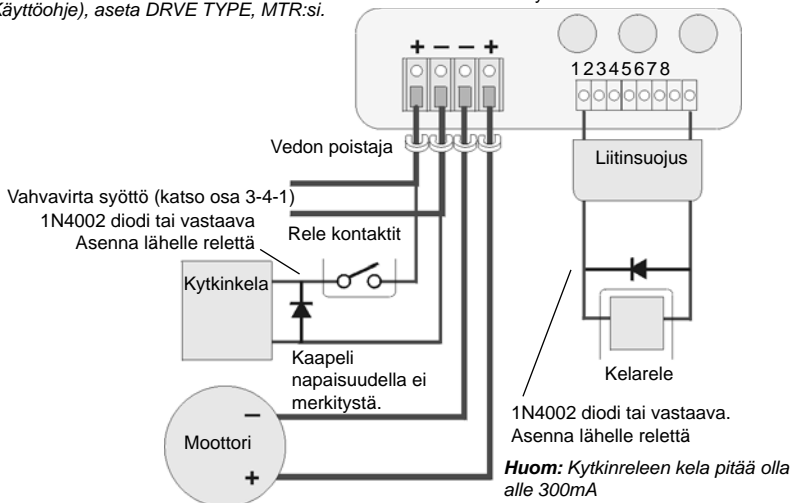 Käyttöohje), aseta DRVE TYPE, MTR:si.
+ – – +
12345678
Vedon poistaja
Liitinsuojus
Vahvavirta syöttö (katso osa 3-4-1)
1N4002 diodi tai vastaava
Asenna lähelle relettä
Rele kontaktit
Kytkinkela
Kaapeli
napaisuudella ei
merkitystä.
Kelarele
–
Moottori
+
1N4002 diodi tai vastaava.
Asenna lähelle relettä
Huom: Kytkinreleen kela pitää olla
alle 300mA